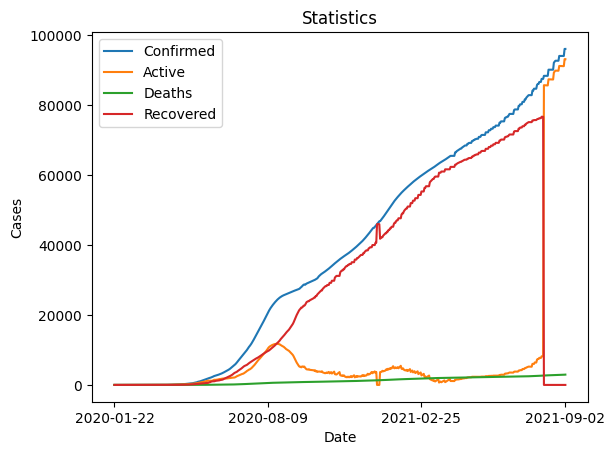 Statistics
Confirmed
Active
Deaths
Recovered
100000
80000
60000
40000
20000
0
Cases
2020-01-22
2020-08-09
2021-02-25
2021-09-02
Date